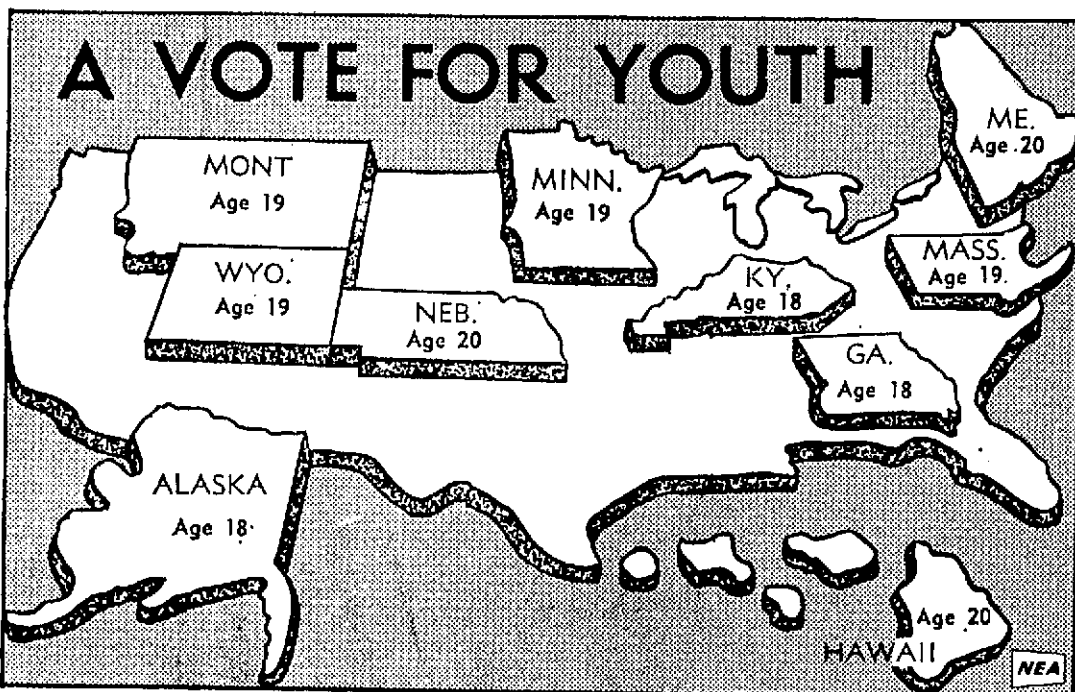 A VOTE FOR YOUTH
ME.
Age 20
MONT
Age 19
MINN.
Age 19
MASS.
Age 19.
WYO.
Age 19
KY.
Age 18
NEB.
Age 20
GA.
Age 18
ALASKA
Age 18
Age 20
HAWAII
NEA